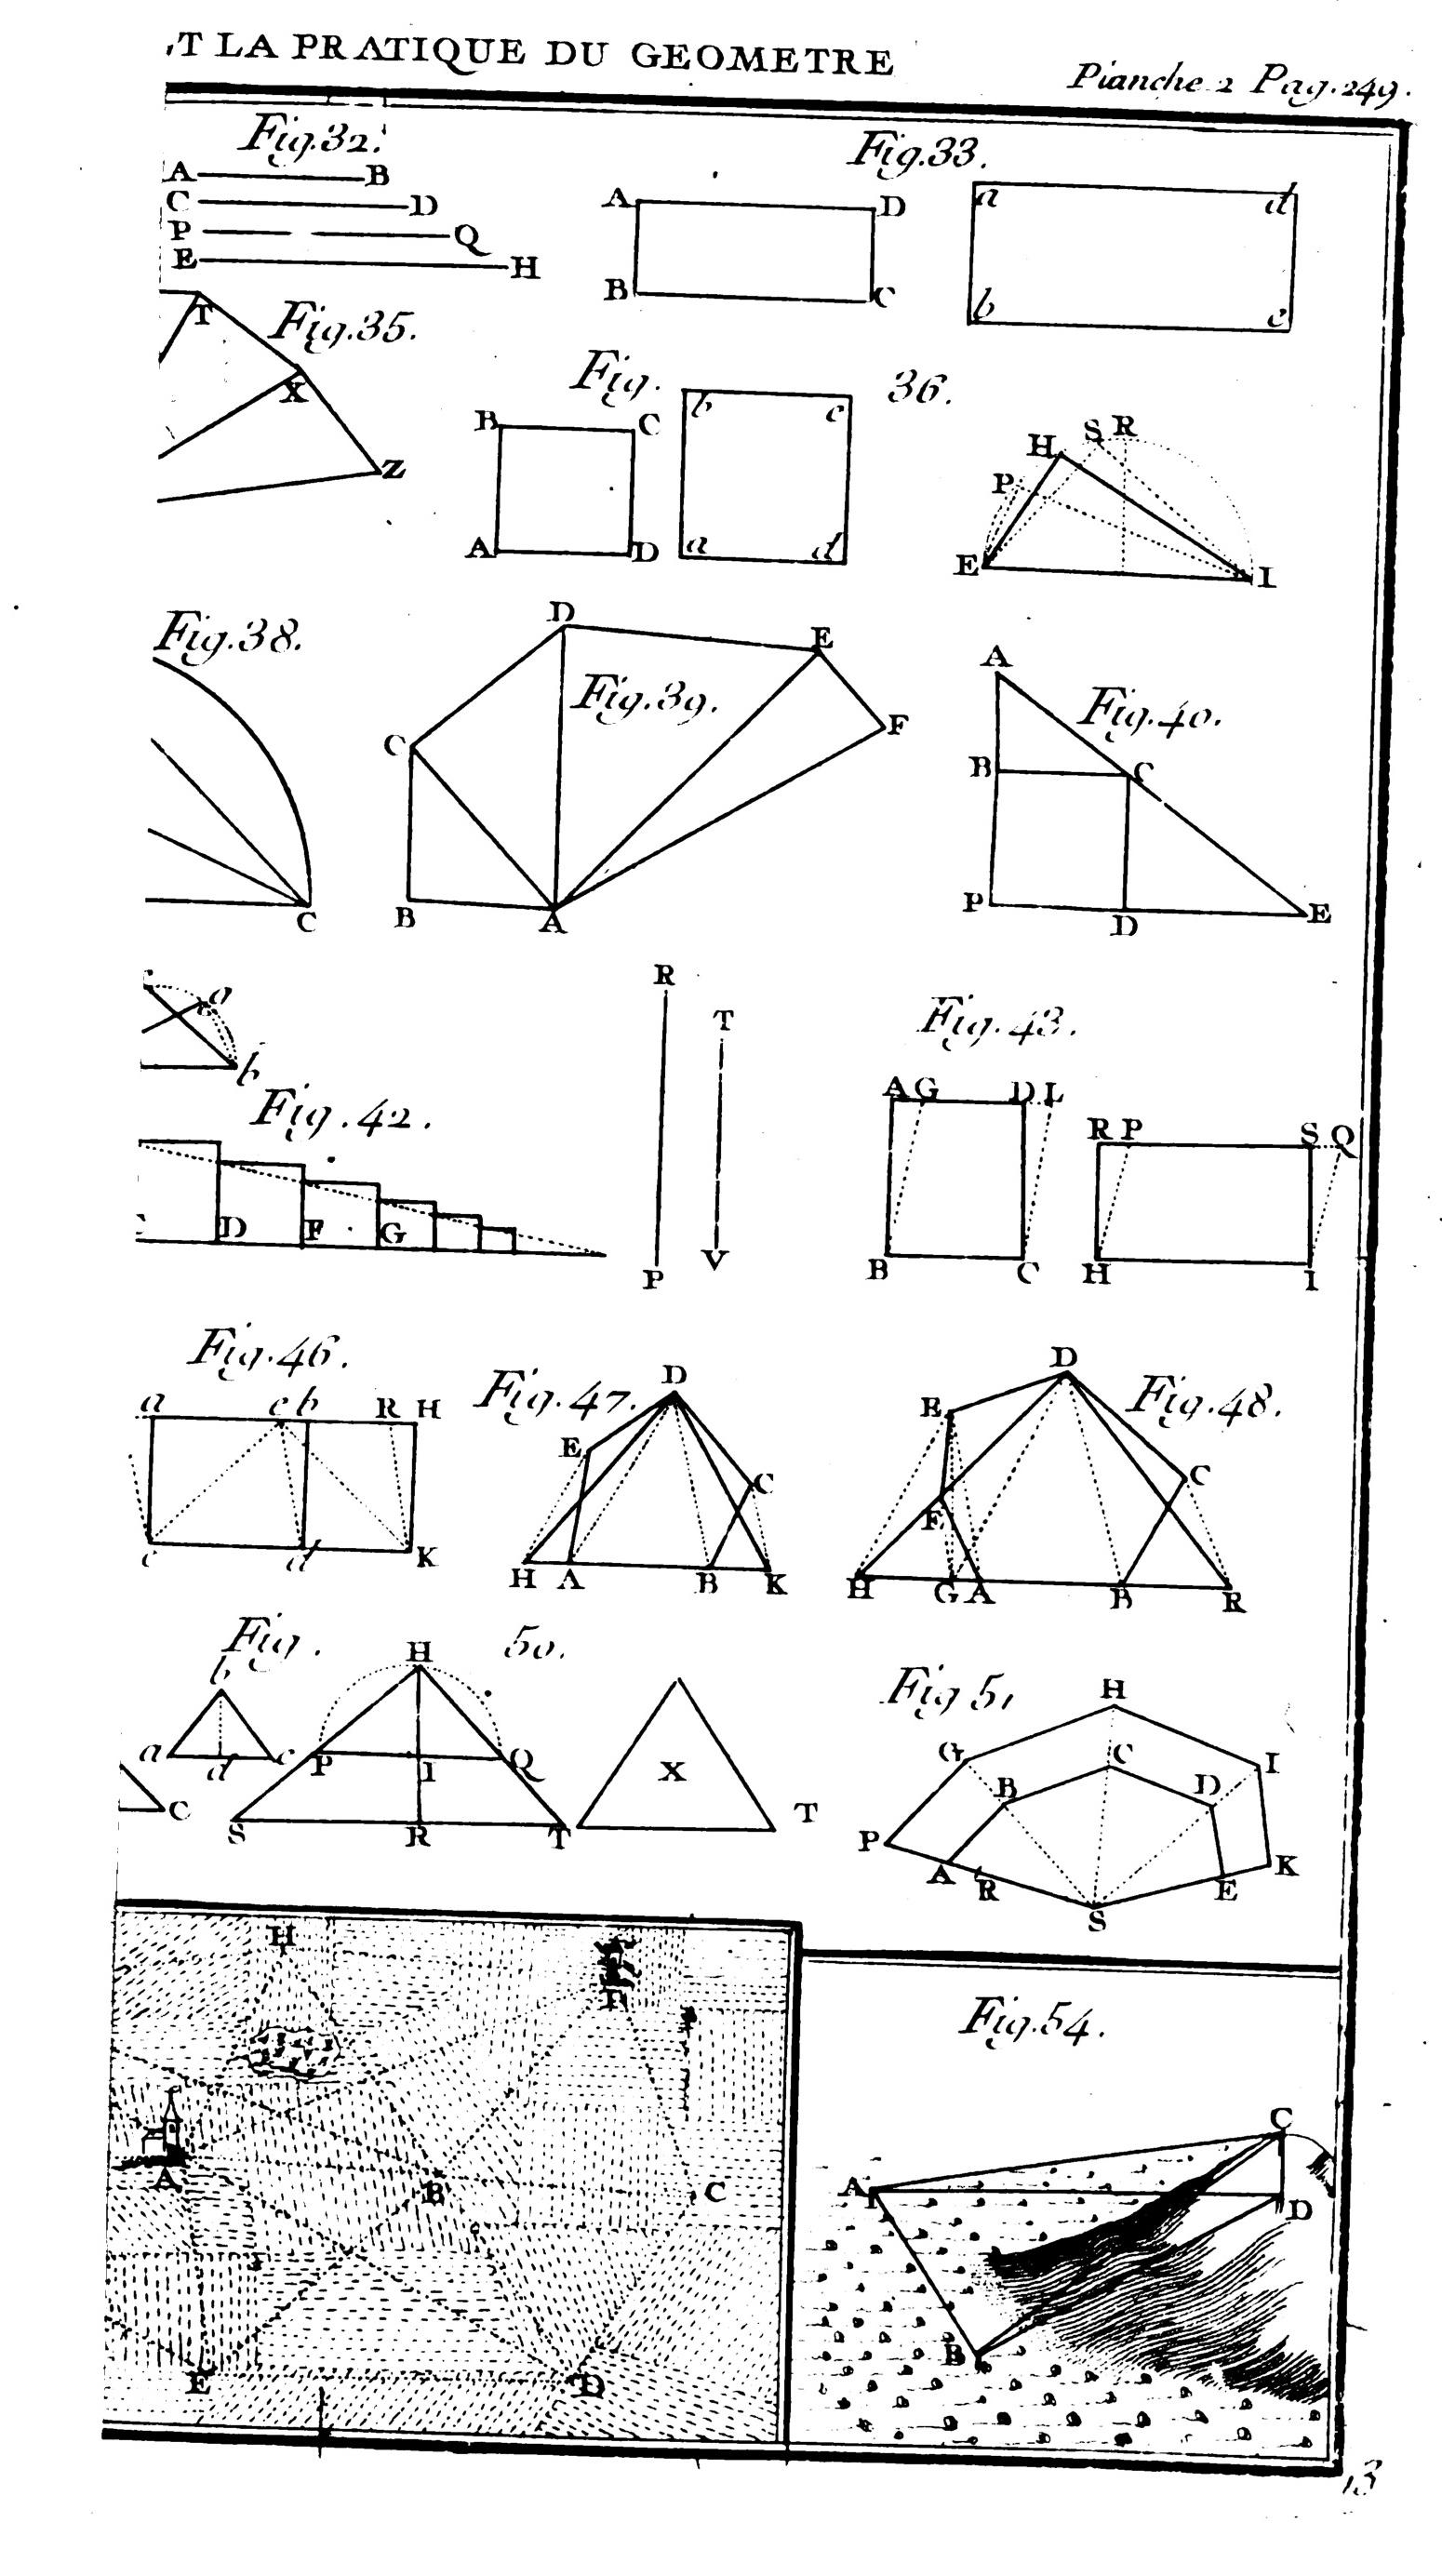 T LA PRATIQUE DU GEOMETRE
Planche 2 Pag. 249.
Fig. 32.
A B
C D
P Q
E H
Fig. 33.
A D
B C
a d
b c
T
Fig. 35.
X
Z
Fig. 36.
B C
A D
b c
a d
H S R
P
E I
Fig. 38.
C
D E
Fig. 39.
C F
B A
A
Fig. 40.
B C
P D E
a
b
Fig. 42.
D F G
R
T
P V
Fig. 43.
A G D L
B C
R P S Q
H I
Fig. 46.
a e b R H
c d K
Fig. 47.
D
E C
H A B K
Fig. 48.
D
E C
F
H G A B R
Fig. 50.
b H
a d c P I Q
C S R T
X T
Fig 51
H
G C I
B D
P A R E K
S
H
F
A B C
E D
Fig. 54.
C
A D
B